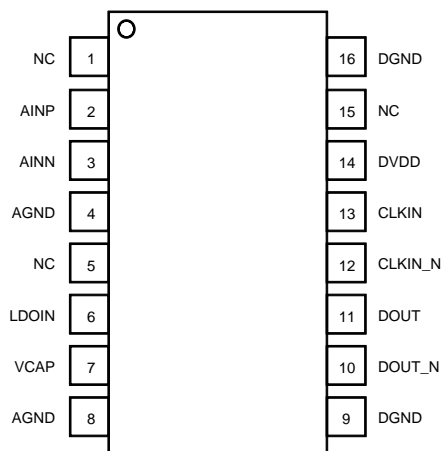 NC 1 16 DGND
AINP 2 15 NC
AINN 3 14 DVDD
AGND 4 13 CLKIN
NC 5 12 CLKIN_N
LDOIN 6 11 DOUT
VCAP 7 10 DOUT_N
AGND 8 9 DGND